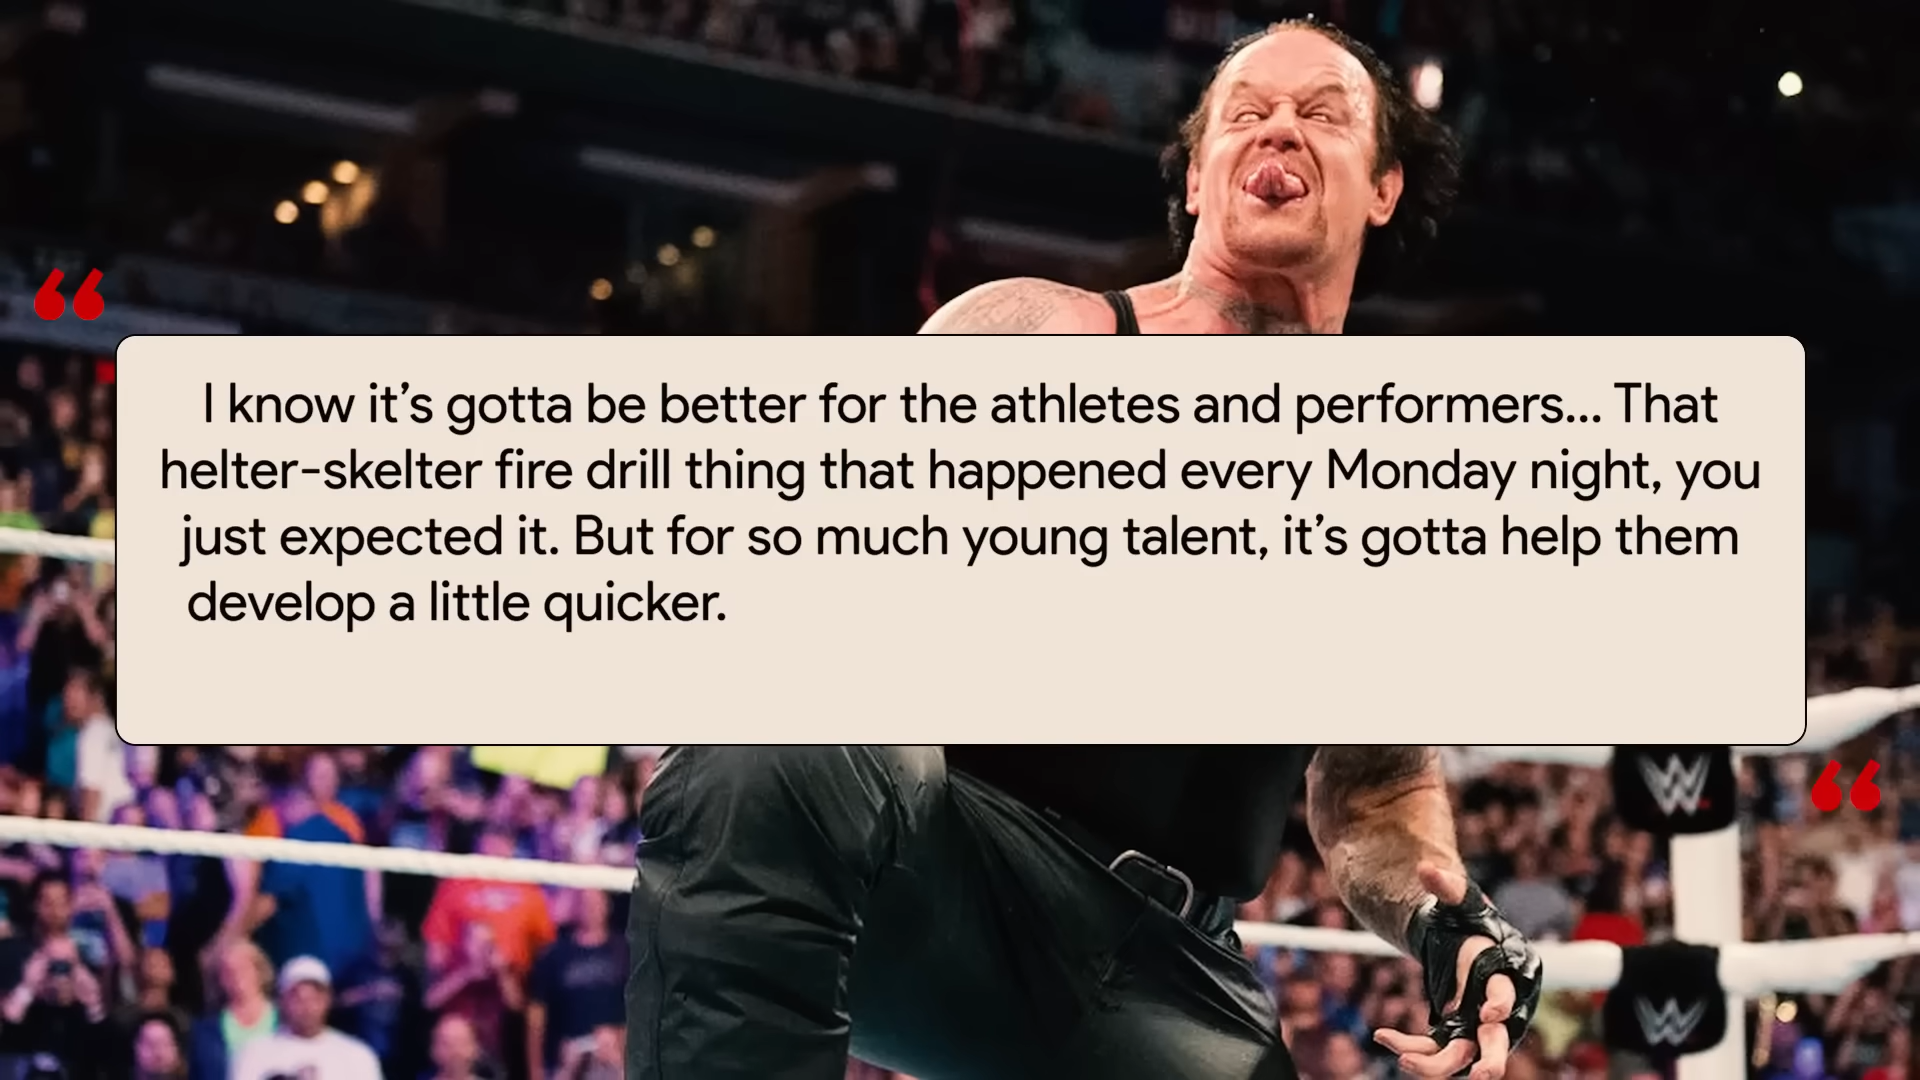 “
I know it’s gotta be better for the athletes and performers... That
helter-skelter fire drill thing that happened every Monday night, you
just expected it. But for so much young talent, it’s gotta help them
develop a little quicker.
“
W
W